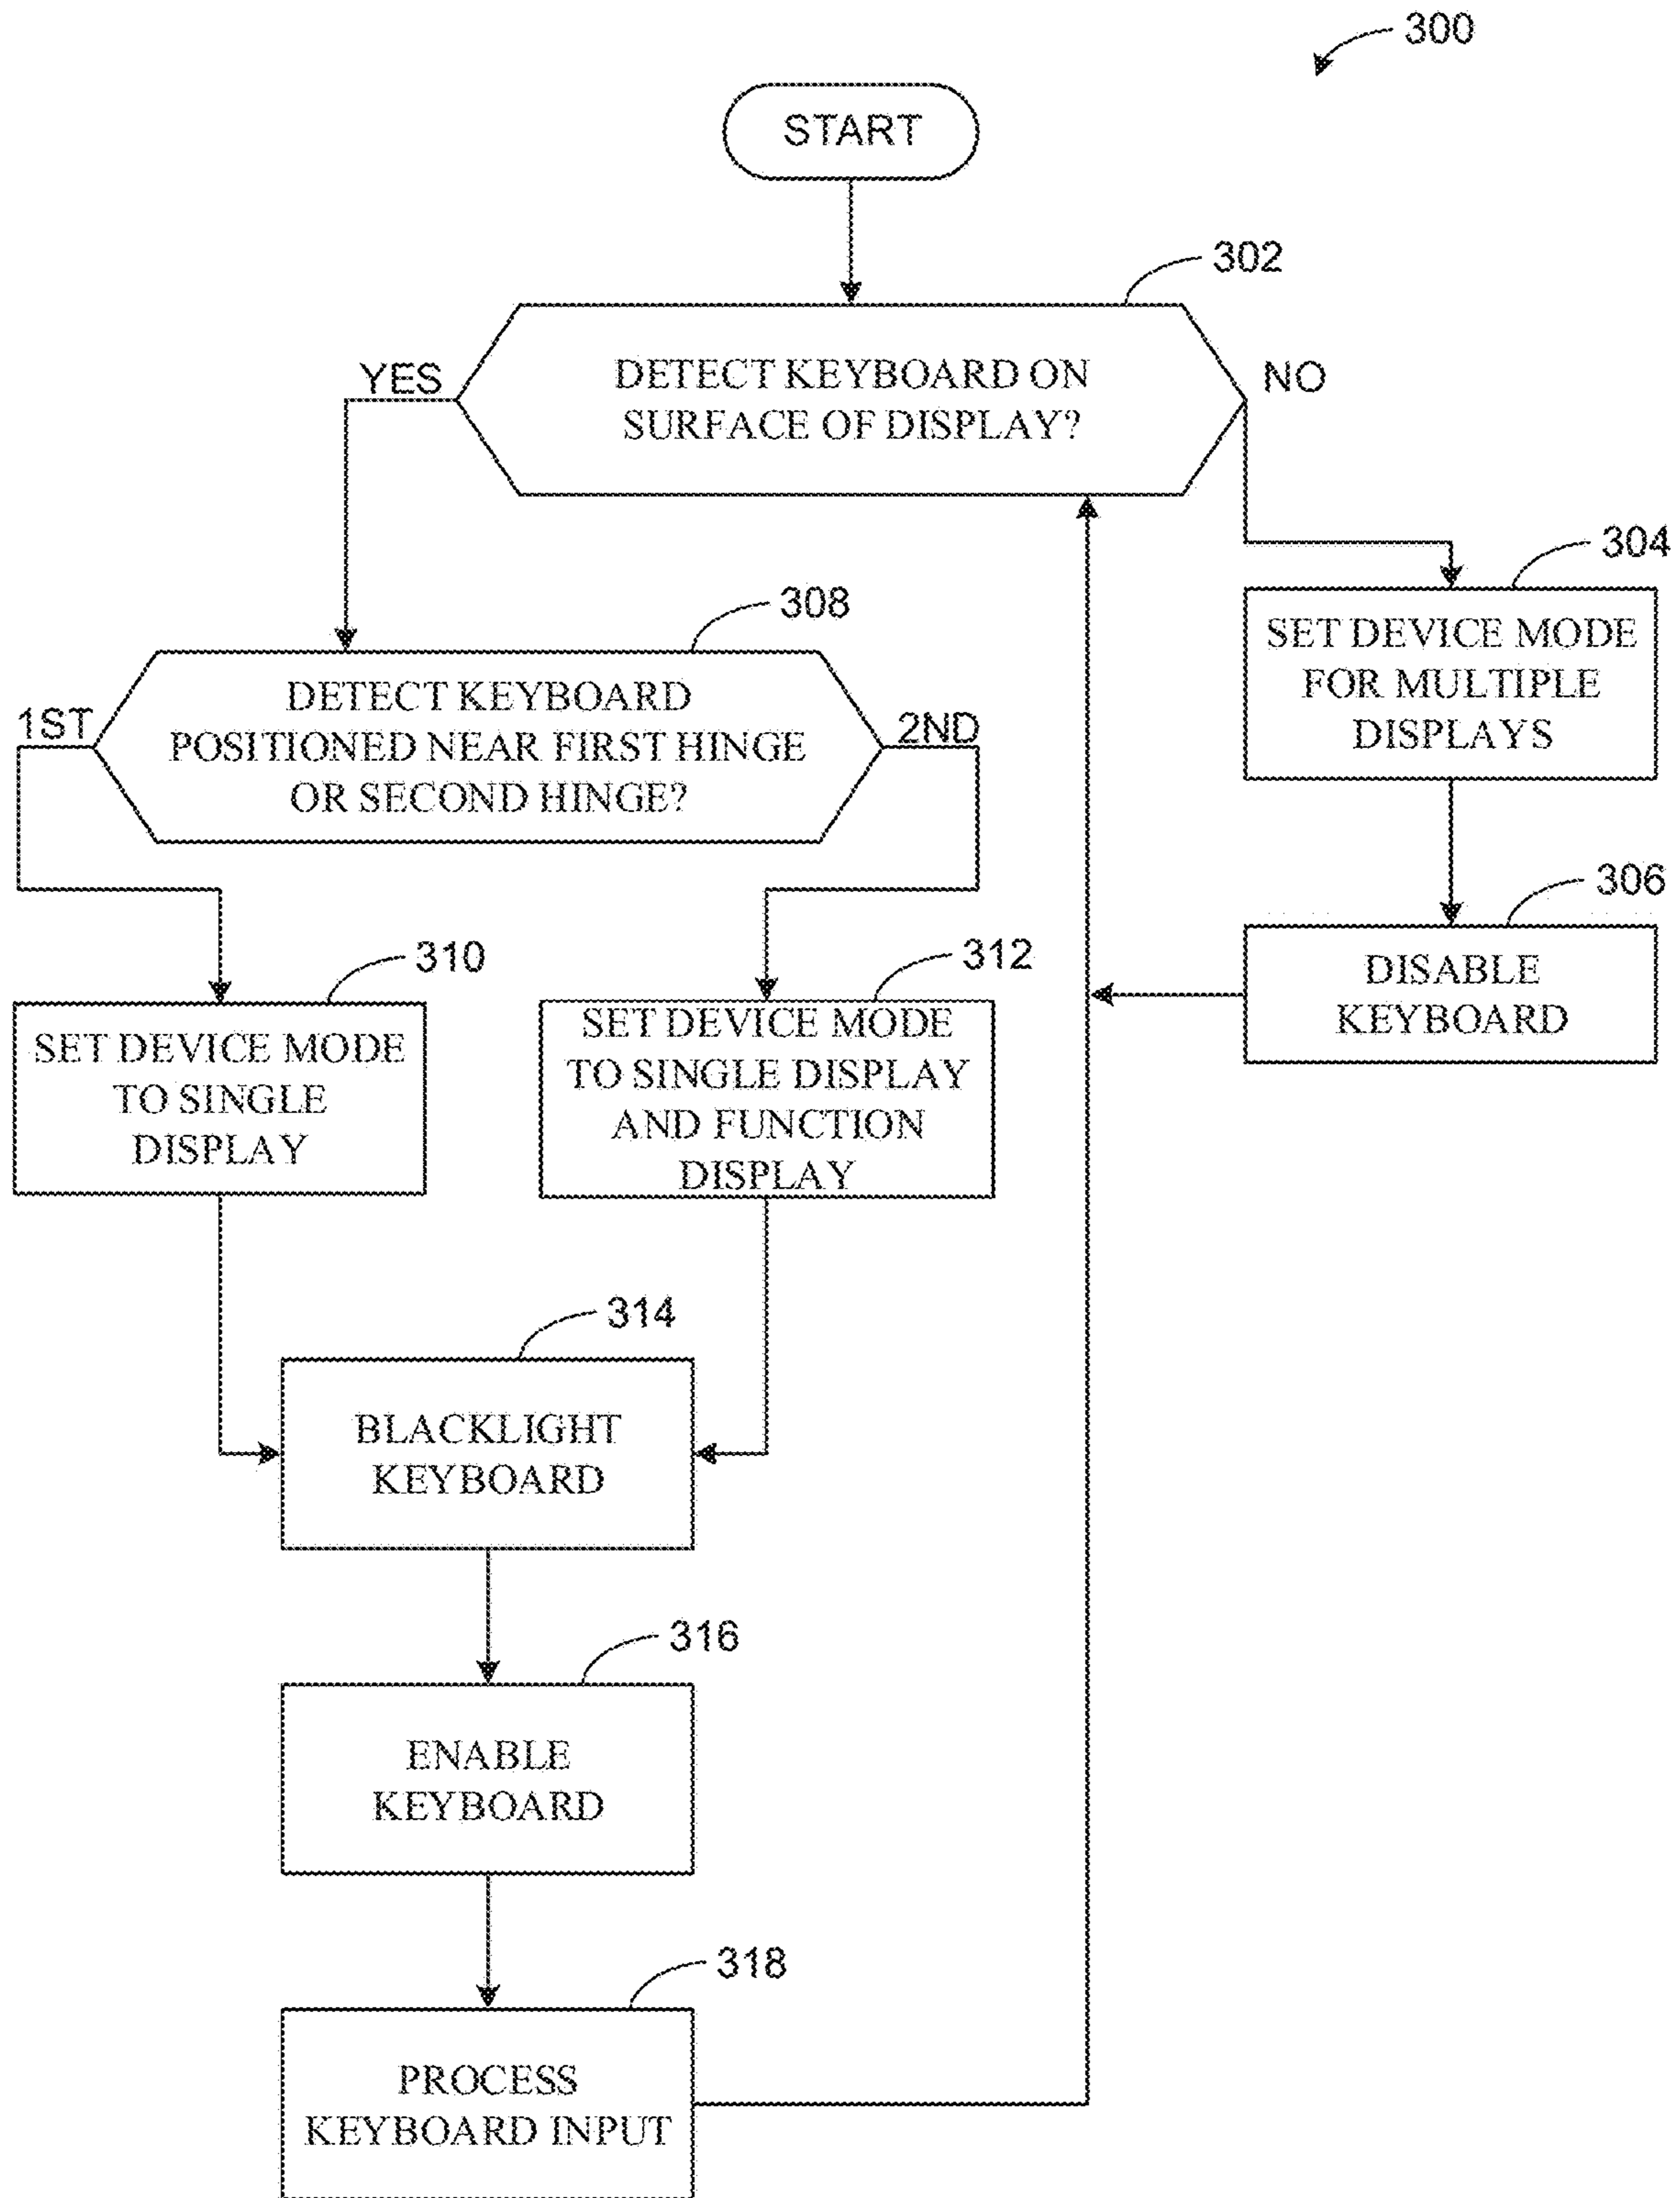 300
START
302
YES
DETECT KEYBOARD ON
SURFACE OF DISPLAY?
NO
304
SET DEVICE MODE
FOR MULTIPLE
DISPLAYS
308
1ST
DETECT KEYBOARD
POSITIONED NEAR FIRST HINGE
OR SECOND HINGE?
2ND
306
DISABLE
KEYBOARD
310
SET DEVICE MODE
TO SINGLE
DISPLAY
312
SET DEVICE MODE
TO SINGLE DISPLAY
AND FUNCTION
DISPLAY
314
BLACKLIGHT
KEYBOARD
316
ENABLE
KEYBOARD
318
PROCESS
KEYBOARD INPUT